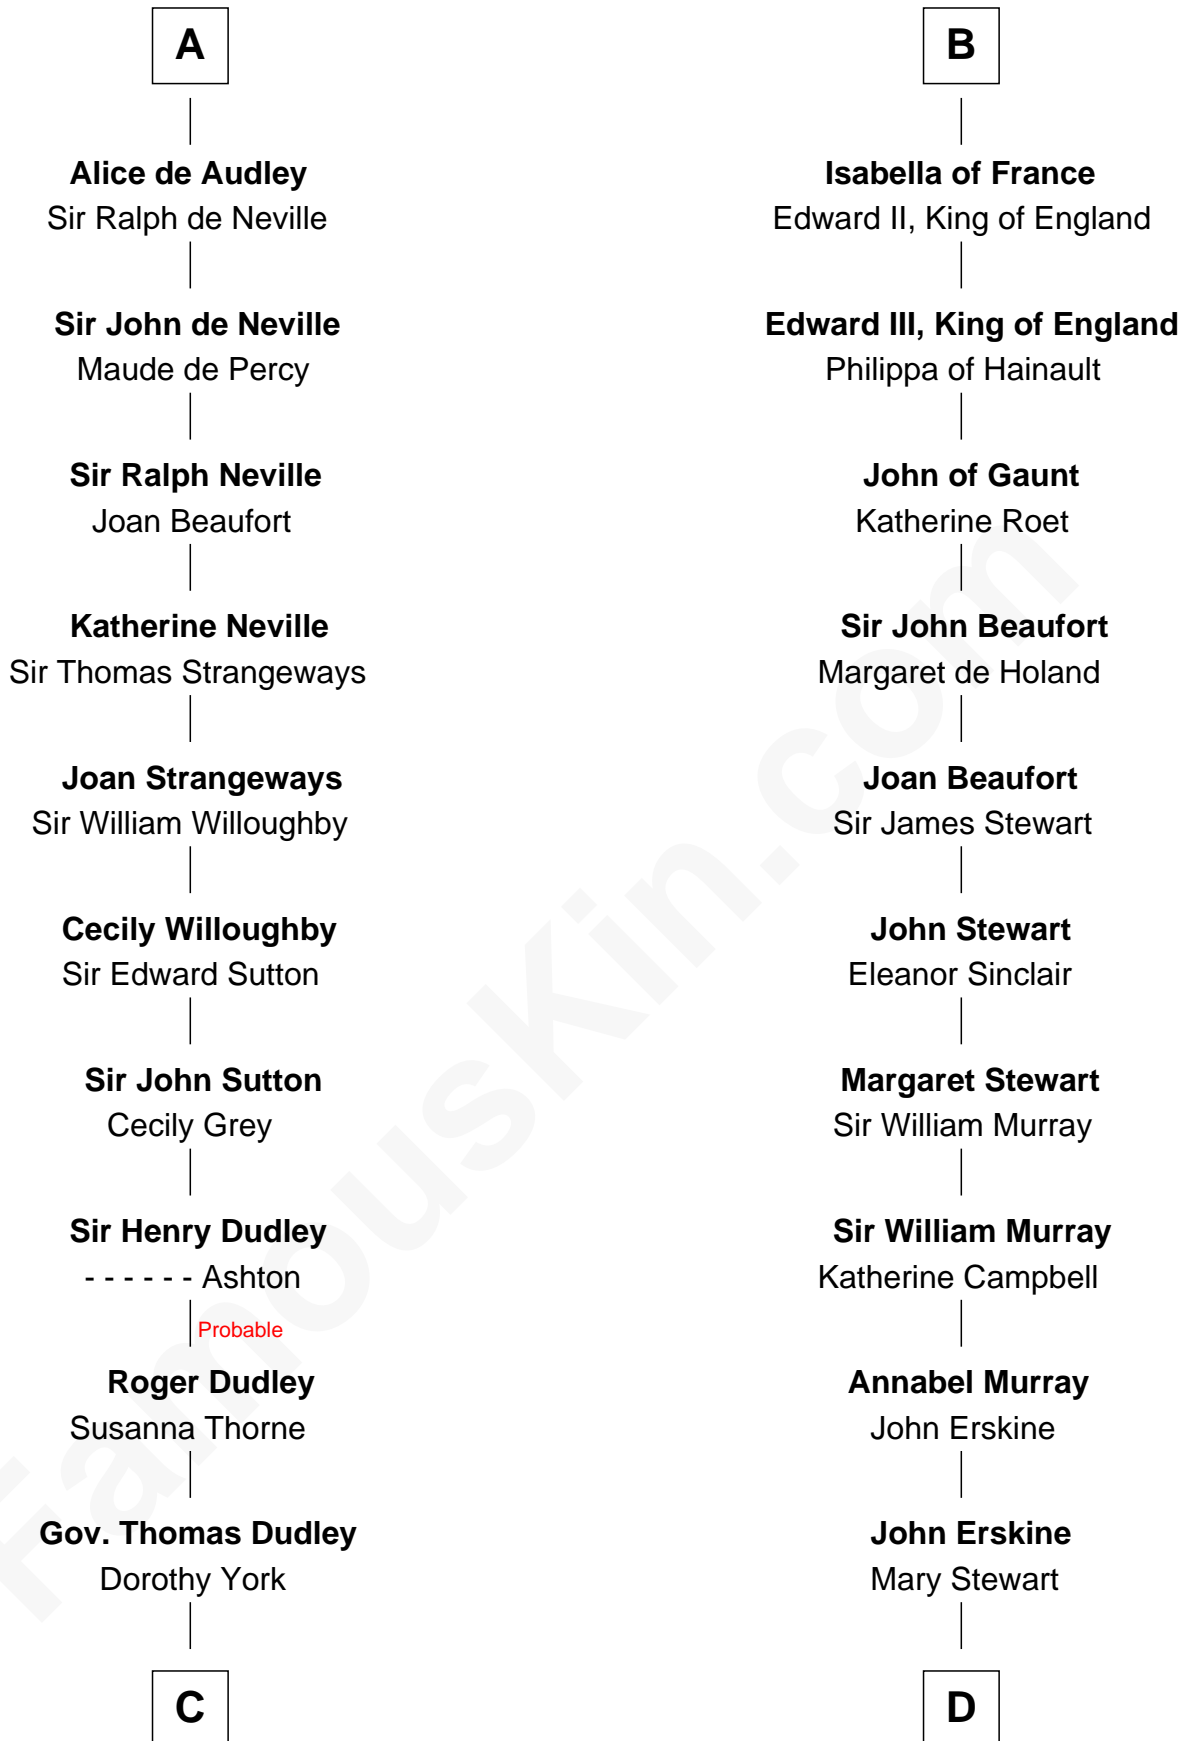 A
Alice de Audley
Sir Ralph de Neville
Sir John de Neville
Maude de Percy
Sir Ralph Neville
Joan Beaufort
Katherine Neville
Sir Thomas Strangeways
Joan Strangeways
Sir William Willoughby
Cecily Willoughby
Sir Edward Sutton
Sir John Sutton
Cecily Grey
Sir Henry Dudley
- - - - - - Ashton
Probable
Roger Dudley
Susanna Thorne
Gov. Thomas Dudley
Dorothy York
C
B
Isabella of France
Edward II, King of England
Edward III, King of England
Philippa of Hainault
John of Gaunt
Katherine Roet
Sir John Beaufort
Margaret de Holand
Joan Beaufort
Sir James Stewart
John Stewart
Eleanor Sinclair
Margaret Stewart
Sir William Murray
Sir William Murray
Katherine Campbell
Annabel Murray
John Erskine
John Erskine
Mary Stewart
D
FamousKin.com